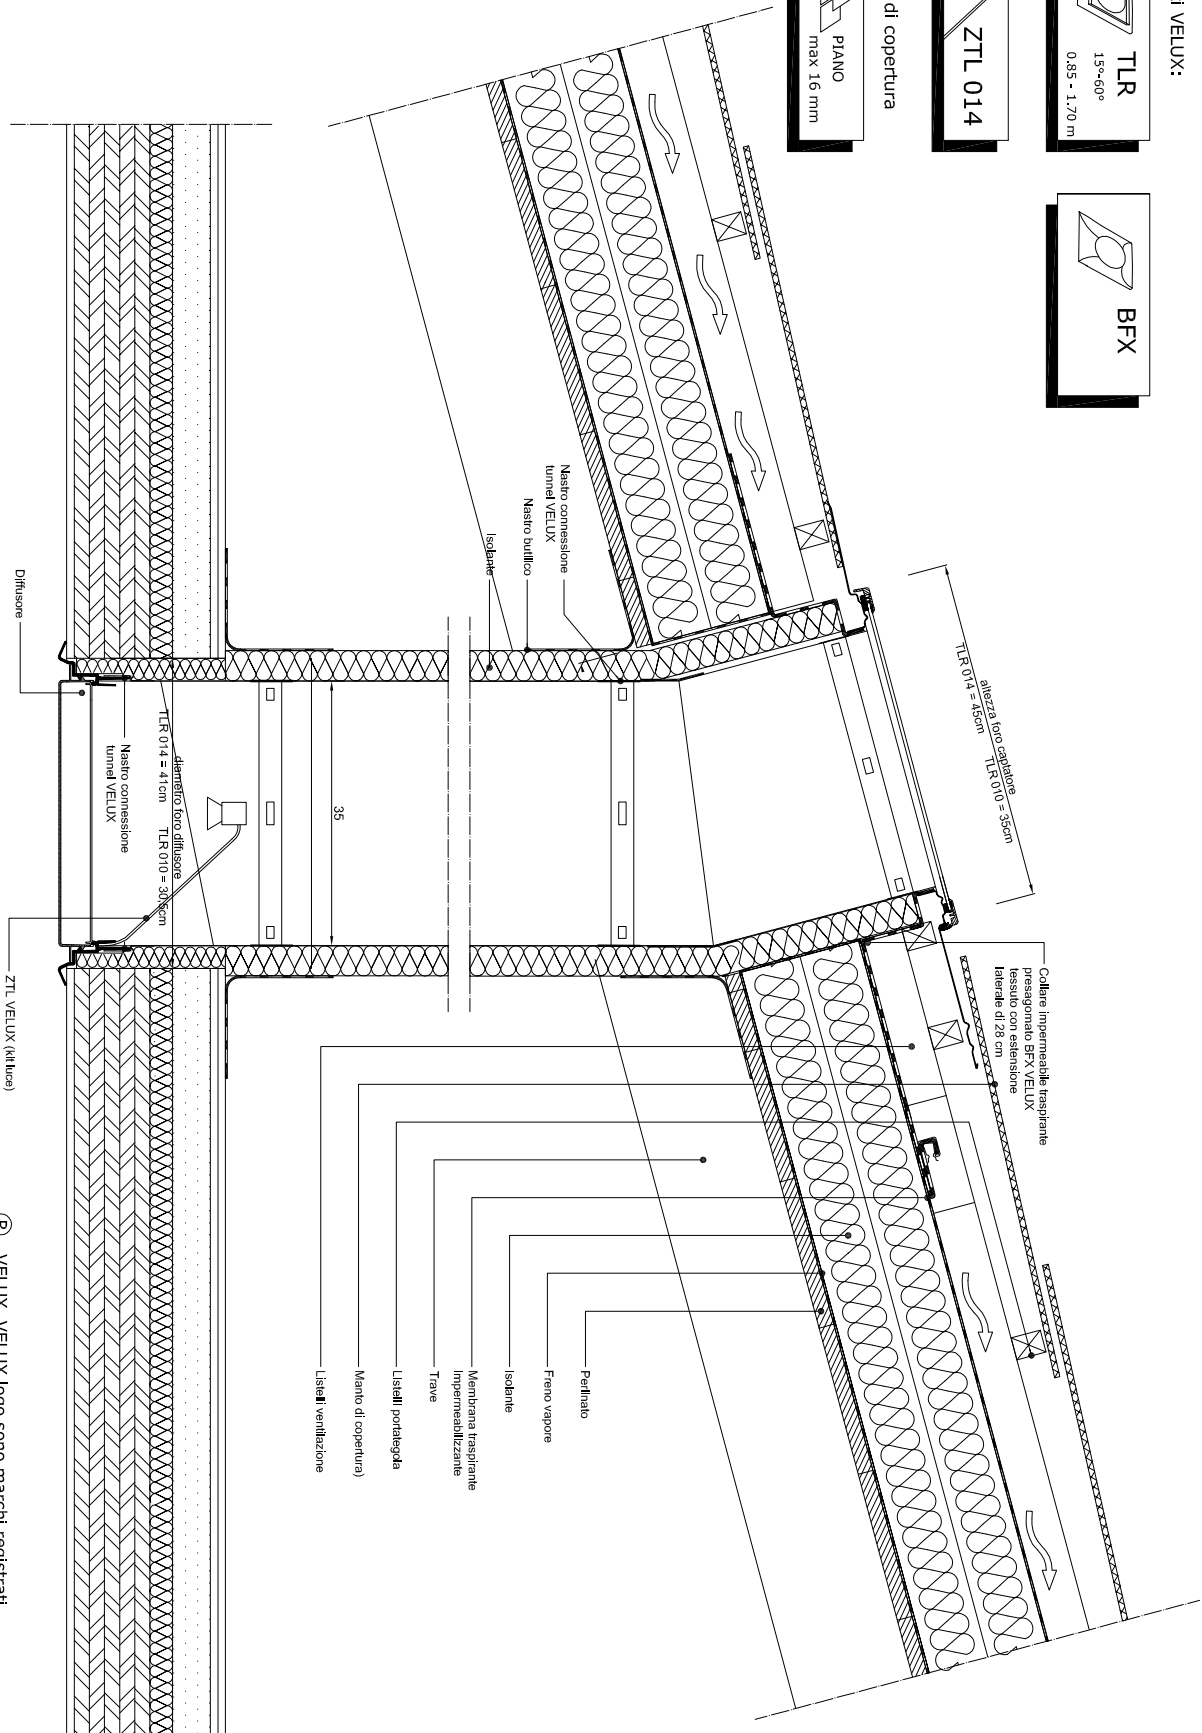 i VELUX:
TLR
15°-60°
0.85 - 1.70 m
BFX
ZTL 014
di copertura
PIANO
max 16 mm
altezza foro captatore
TLR 014 = 45cm TLR 010 = 35cm
Collare impermeabile traspirante
presagomato BFX VELUX
tessuto con estensione
laterale di 28 cm
Nastro connessione
tunnel VELUX
Nastro butilico
Isolante
Perlinato
Freno vapore
Isolante
Membrana traspirante
impermeabilizzante
Trave
Listelli portategola
Manto di copertura)
Listelli ventilazione
35
diametro foro diffusore
TLR 014 = 41cm TLR 010 = 30,5cm
Nastro connessione
tunnel VELUX
Diffusore
ZTL VELUX (kit luce)
VELUX, VELUX logo sono marchi registrati